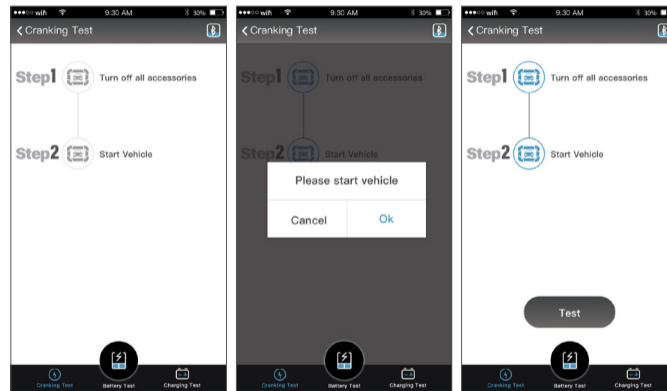 wifi 9:30 AM 30%
Cranking Test
Step1 Turn off all accessories
Step2 Start Vehicle
Cranking Test Battery Test Charging Test
wifi 9:30 AM 30%
Cranking Test
Step1 Turn off all accessories
Step2 Start Vehicle
Please start vehicle
Cancel Ok
Cranking Test Battery Test Charging Test
wifi 9:30 AM 30%
Cranking Test
Step1 Turn off all accessories
Step2 Start Vehicle
Test
Cranking Test Battery Test Charging Test